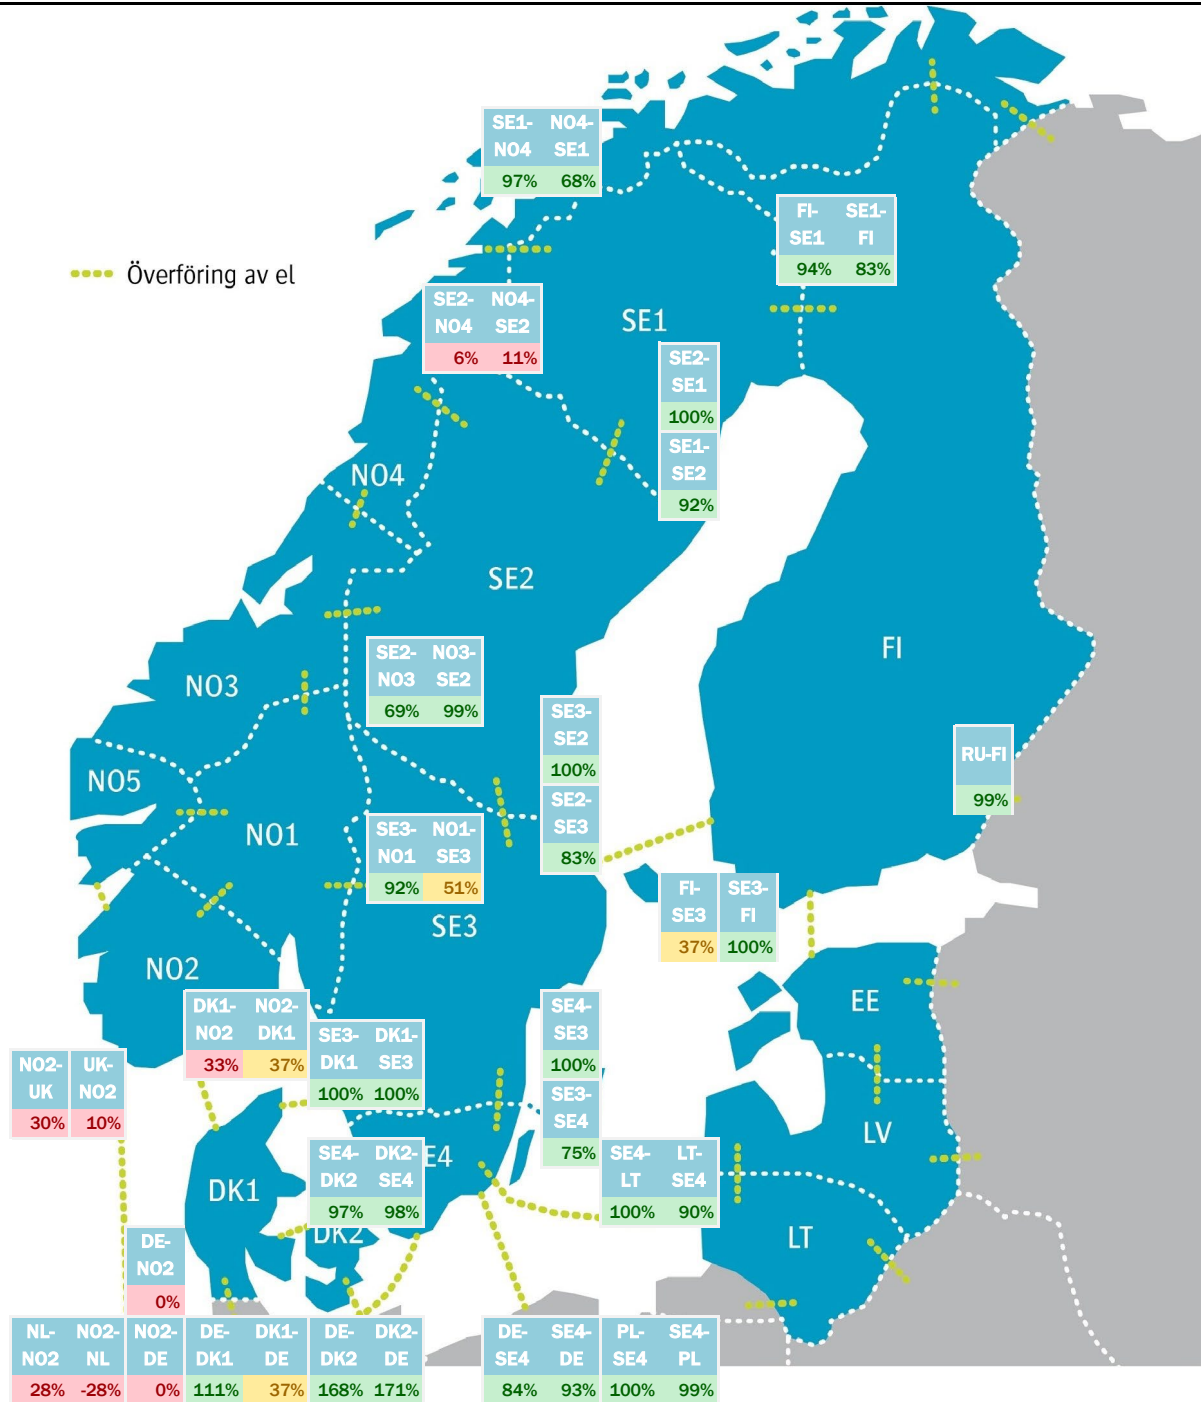 SE1- NO4-
NO4 SE1
97% 68%
FI- SE1-
SE1 FI
94% 83%
Överföring av el
SE2- NO4-
NO4 SE2
6% 11%
SE1
SE2-
SE1
100%
SE1-
SE2
92%
NO4
SE2
FI
SE2- NO3-
NO3 SE2
69% 99%
NO3
SE3-
SE2
100%
SE2-
SE3
83%
RU-FI
99%
NO5
NO1
SE3- NO1-
NO1 SE3
92% 51%
SE3
FI- SE3-
SE3 FI
37% 100%
NO2
EE
DK1- NO2-
NO2 DK1
33% 37%
SE3- DK1-
DK1 SE3
100% 100%
SE4-
SE3
100%
SE3-
SE4
75%
NO2- UK-
UK NO2
30% 10%
LV
SE4- DK2-
DK2 SE4
97% 98%
E4
SE4- LT-
LT SE4
100% 90%
DK1
DK2
LT
DE-
NO2
0%
NL- NO2- NO2- DE- DK1- DE- DK2-
NO2 NL DE DK1 DE DK2 DE
28% -28% 0% 111% 37% 168% 171%
DE- SE4- PL- SE4-
SE4 DE SE4 PL
84% 93% 100% 99%